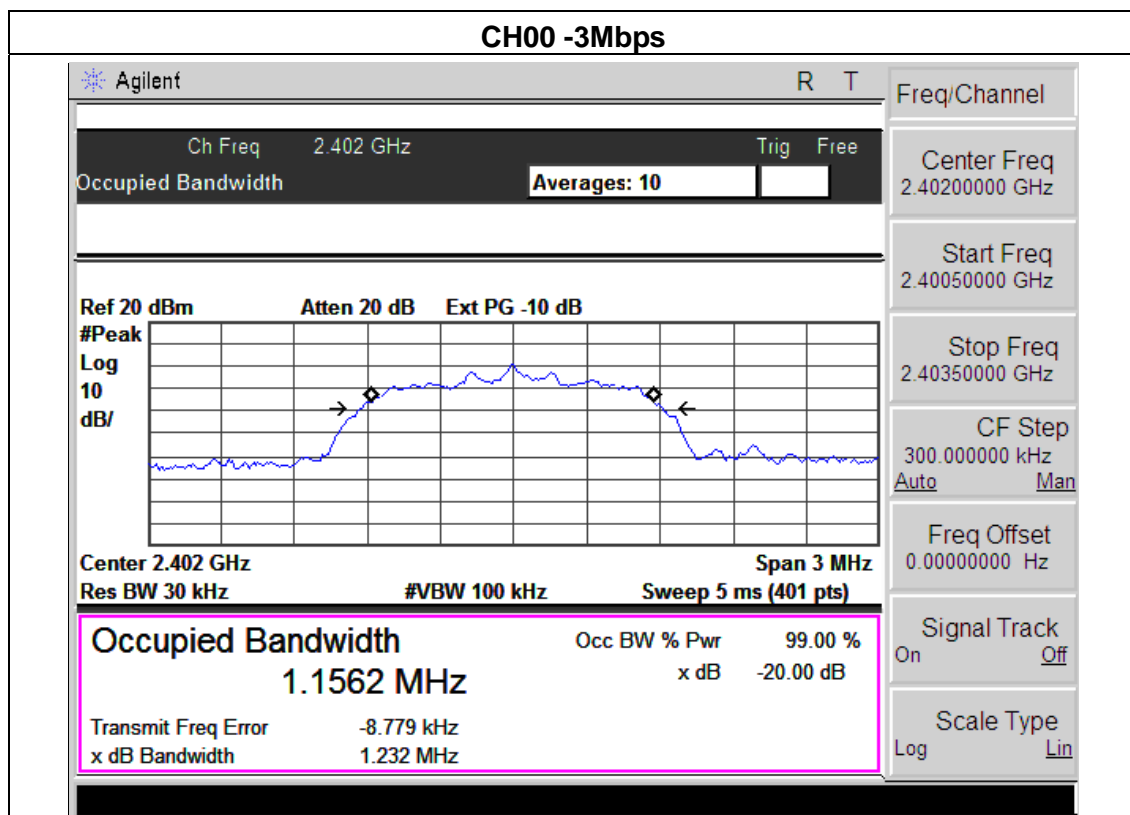 CH00 -3Mbps
Agilent R T
Ch Freq 2.402 GHz Trig Free
Occupied Bandwidth Averages: 10
Ref 20 dBm Atten 20 dB Ext PG -10 dB
#Peak
Log
10
dB/
Center 2.402 GHz Span 3 MHz
Res BW 30 kHz #VBW 100 kHz Sweep 5 ms (401 pts)
Occupied Bandwidth Occ BW % Pwr 99.00 %
1.1562 MHz x dB -20.00 dB
Transmit Freq Error -8.779 kHz
x dB Bandwidth 1.232 MHz
Freq/Channel
Center Freq
2.40200000 GHz
Start Freq
2.40050000 GHz
Stop Freq
2.40350000 GHz
CF Step
300.000000 kHz
Auto Man
Freq Offset
0.00000000 Hz
Signal Track
On Off
Scale Type
Log Lin